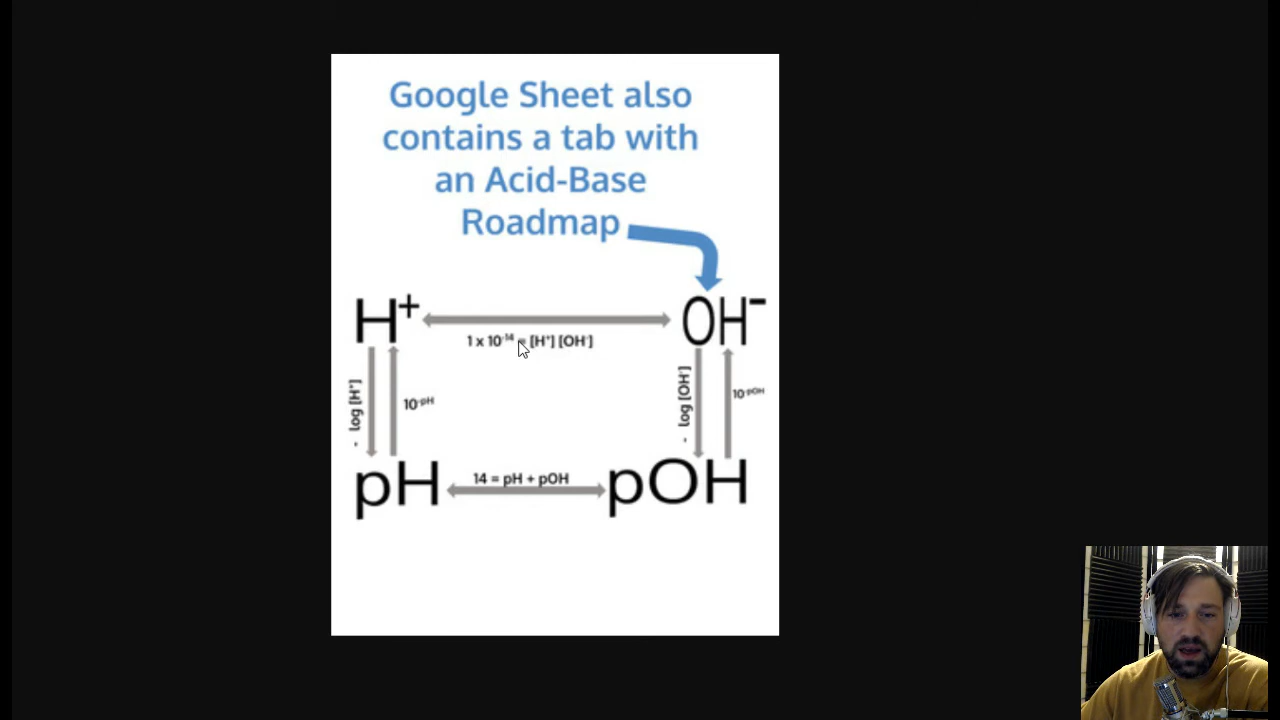 Google Sheet also
contains a tab with
an Acid-Base
Roadmap
H⁺
OH⁻
1 x 10⁻¹⁴ = [H⁺] [OH⁻]
- log [H⁺]
10⁻ᵖᴴ
- log [OH⁻]
10⁻ᵖᴼᴴ
pH
14 = pH + pOH
pOH